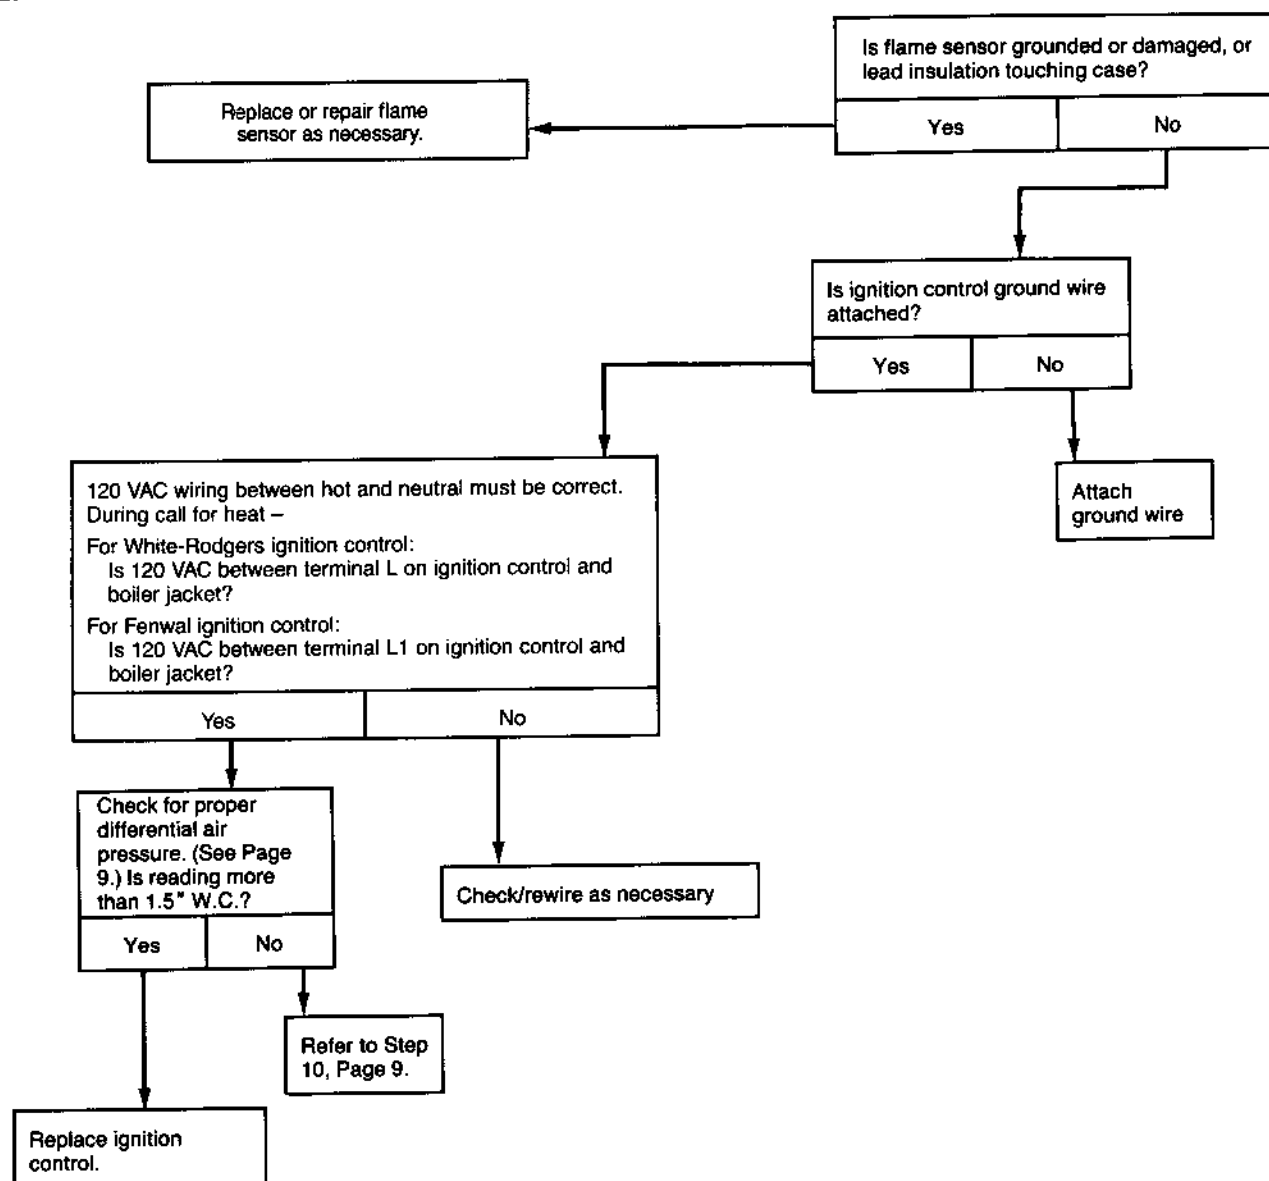 Is flame sensor grounded or damaged, or
lead insulation touching case?
Yes
No
Replace or repair flame
sensor as necessary.
Is ignition control ground wire
attached?
Yes
No
Attach
ground wire
120 VAC wiring between hot and neutral must be correct.
During call for heat –
For White-Rodgers ignition control:
Is 120 VAC between terminal L on ignition control and
boiler jacket?
For Fenwal ignition control:
Is 120 VAC between terminal L1 on ignition control and
boiler jacket?
Yes
No
Check for proper
differential air
pressure. (See Page
9.) Is reading more
than 1.5" W.C.?
Yes
No
Check/rewire as necessary
Refer to Step
10, Page 9.
Replace ignition
control.